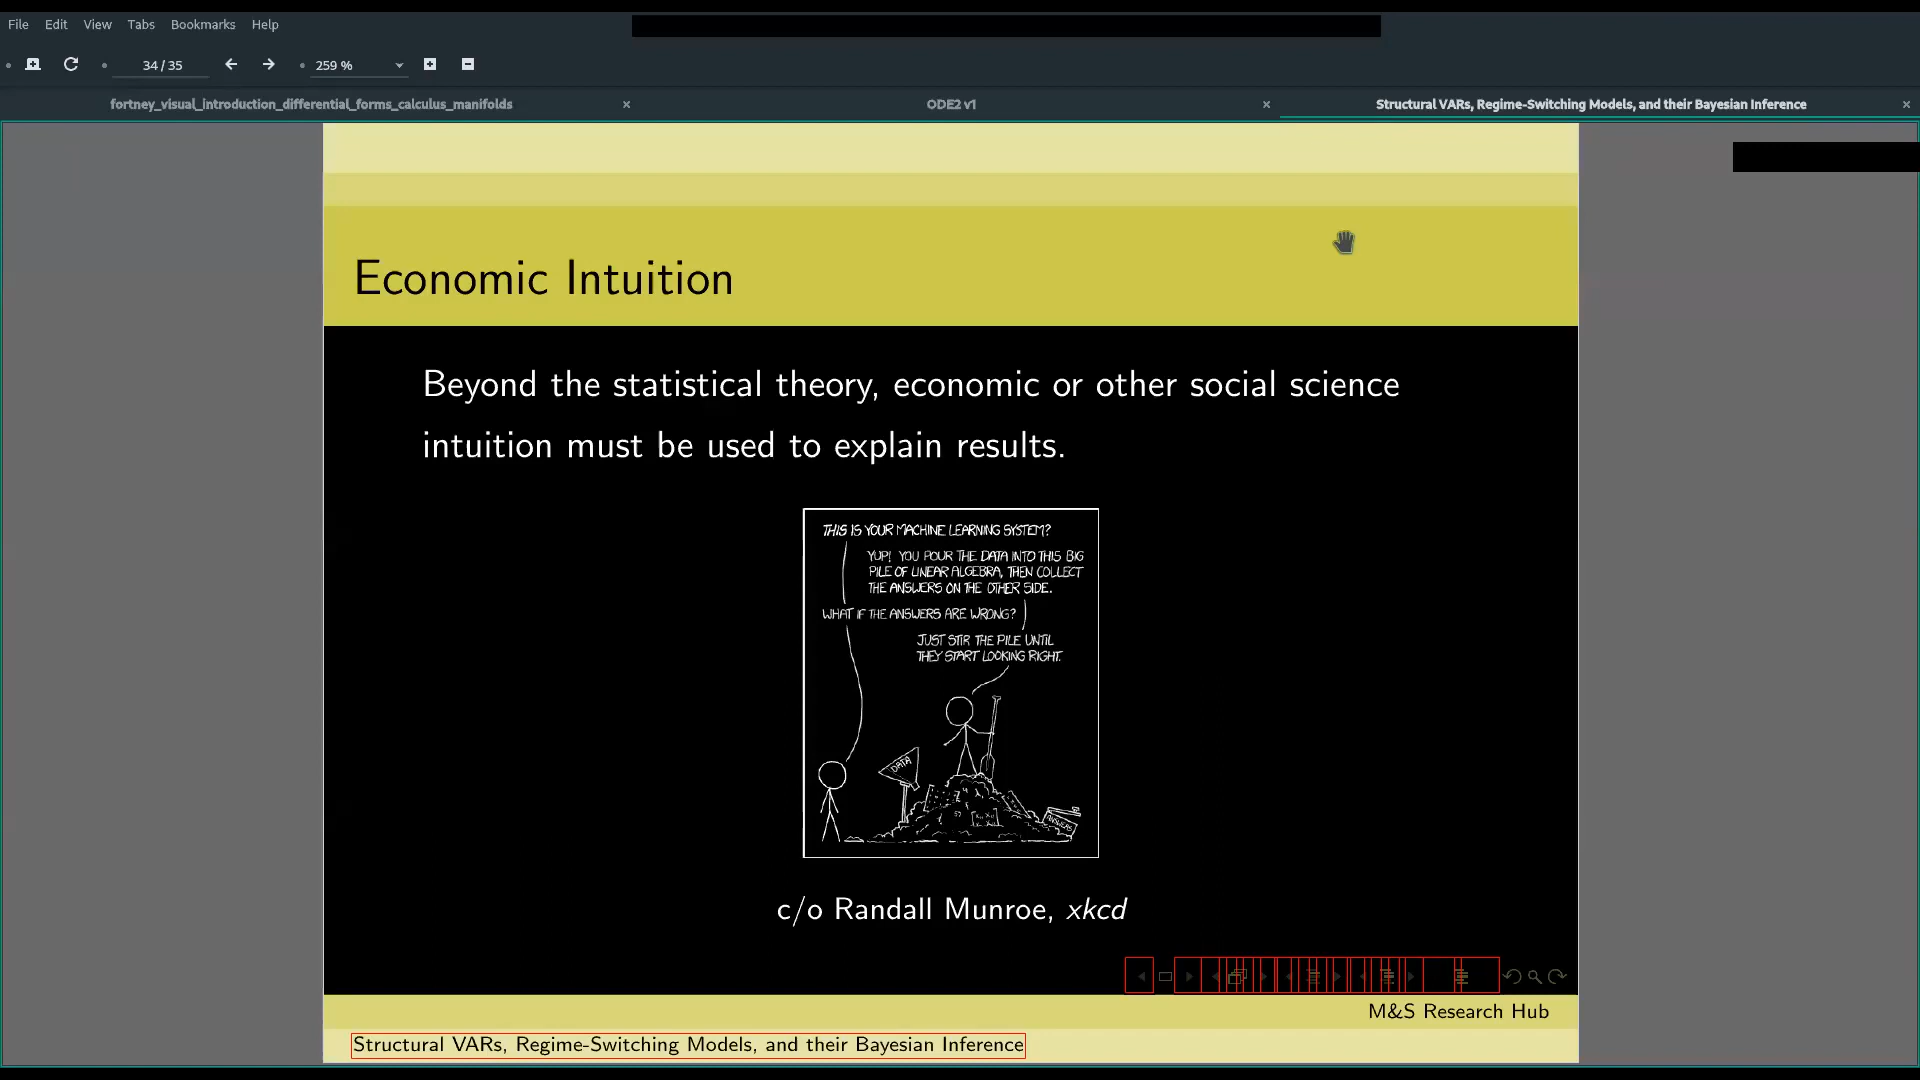 File Edit View Tabs Bookmarks Help
34 / 35
259 %
fortney_visual_introduction_differential_forms_calculus_manifolds
ODE2 v1
Structural VARs, Regime-Switching Models, and their Bayesian Inference
Economic Intuition
Beyond the statistical theory, economic or other social science
intuition must be used to explain results.
THIS IS YOUR MACHINE LEARNING SYSTEM?
YUP! YOU POUR THE DATA INTO THIS BIG
PILE OF LINEAR ALGEBRA, THEN COLLECT
THE ANSWERS ON THE OTHER SIDE.
WHAT IF THE ANSWERS ARE WRONG?
JUST STIR THE PILE UNTIL
THEY START LOOKING RIGHT.
DATA
ANSWERS
c/o Randall Munroe, xkcd
M&S Research Hub
Structural VARs, Regime-Switching Models, and their Bayesian Inference